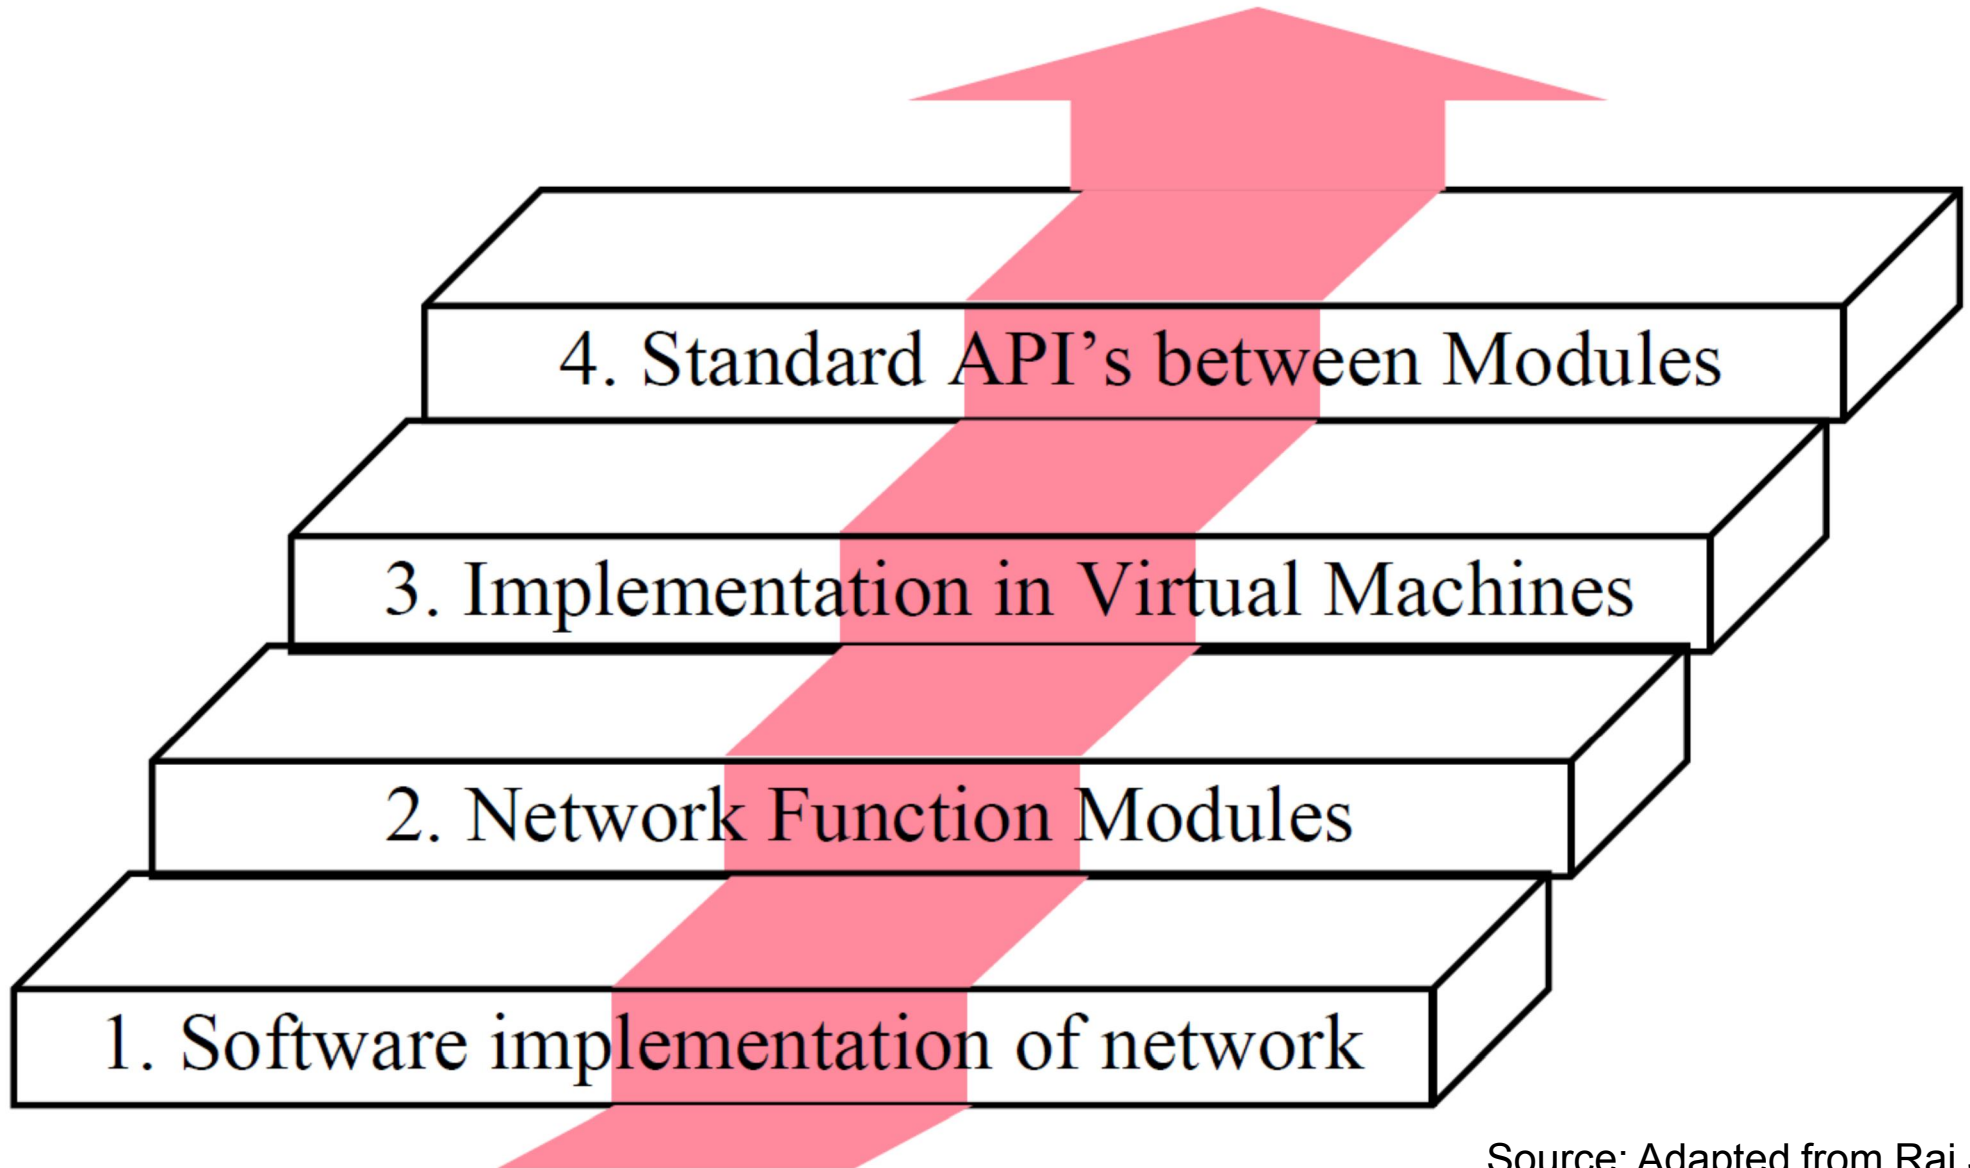 4. Standard API’s between Modules
3. Implementation in Virtual Machines
2. Network Function Modules
1. Software implementation of network
Source: Adapted from Raj